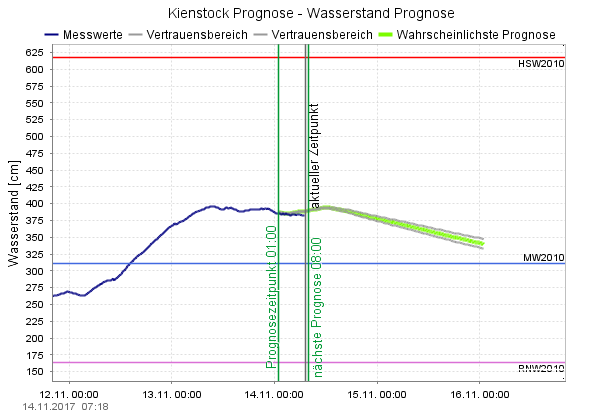 Kienstock Prognose - Wasserstand Prognose
Messwerte Vertrauensbereich Vertrauensbereich Wahrscheinlichste Prognose
Wasserstand [cm]
625
600
575
550
525
500
475
450
425
400
375
350
325
300
275
250
225
200
175
150
HSW2010
MW2010
RNW2010
Prognosezeitpunkt 01:00
aktueller Zeitpunkt
nächste Prognose 08:00
12.11. 00:00 13.11. 00:00 14.11. 00:00 15.11. 00:00 16.11. 00:00
14.11.2017 07:18